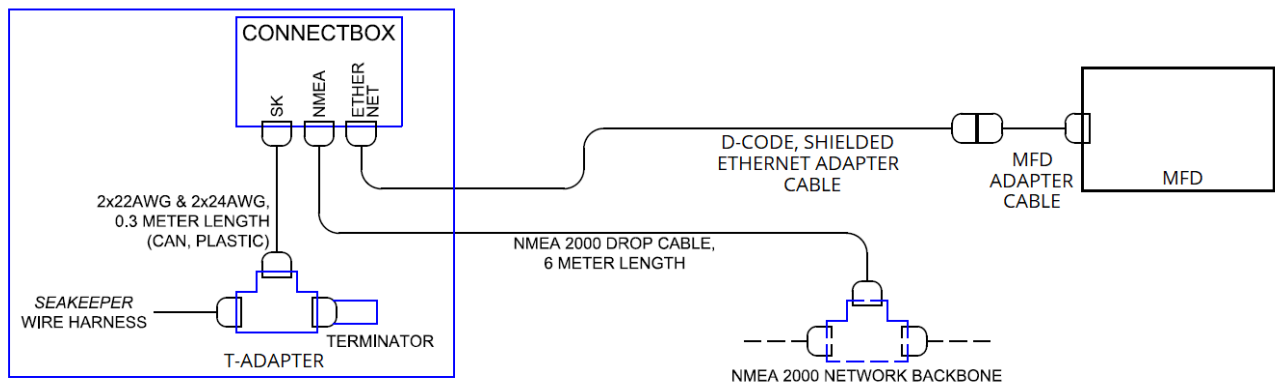 CONNECTBOX
SK
NMEA
ETHER
NET
D-CODE, SHIELDED
ETHERNET ADAPTER
CABLE
MFD
ADAPTER
CABLE
MFD
2x22AWG & 2x24AWG,
0.3 METER LENGTH
(CAN, PLASTIC)
NMEA 2000 DROP CABLE,
6 METER LENGTH
SEAKEEPER
WIRE HARNESS
TERMINATOR
T-ADAPTER
NMEA 2000 NETWORK BACKBONE